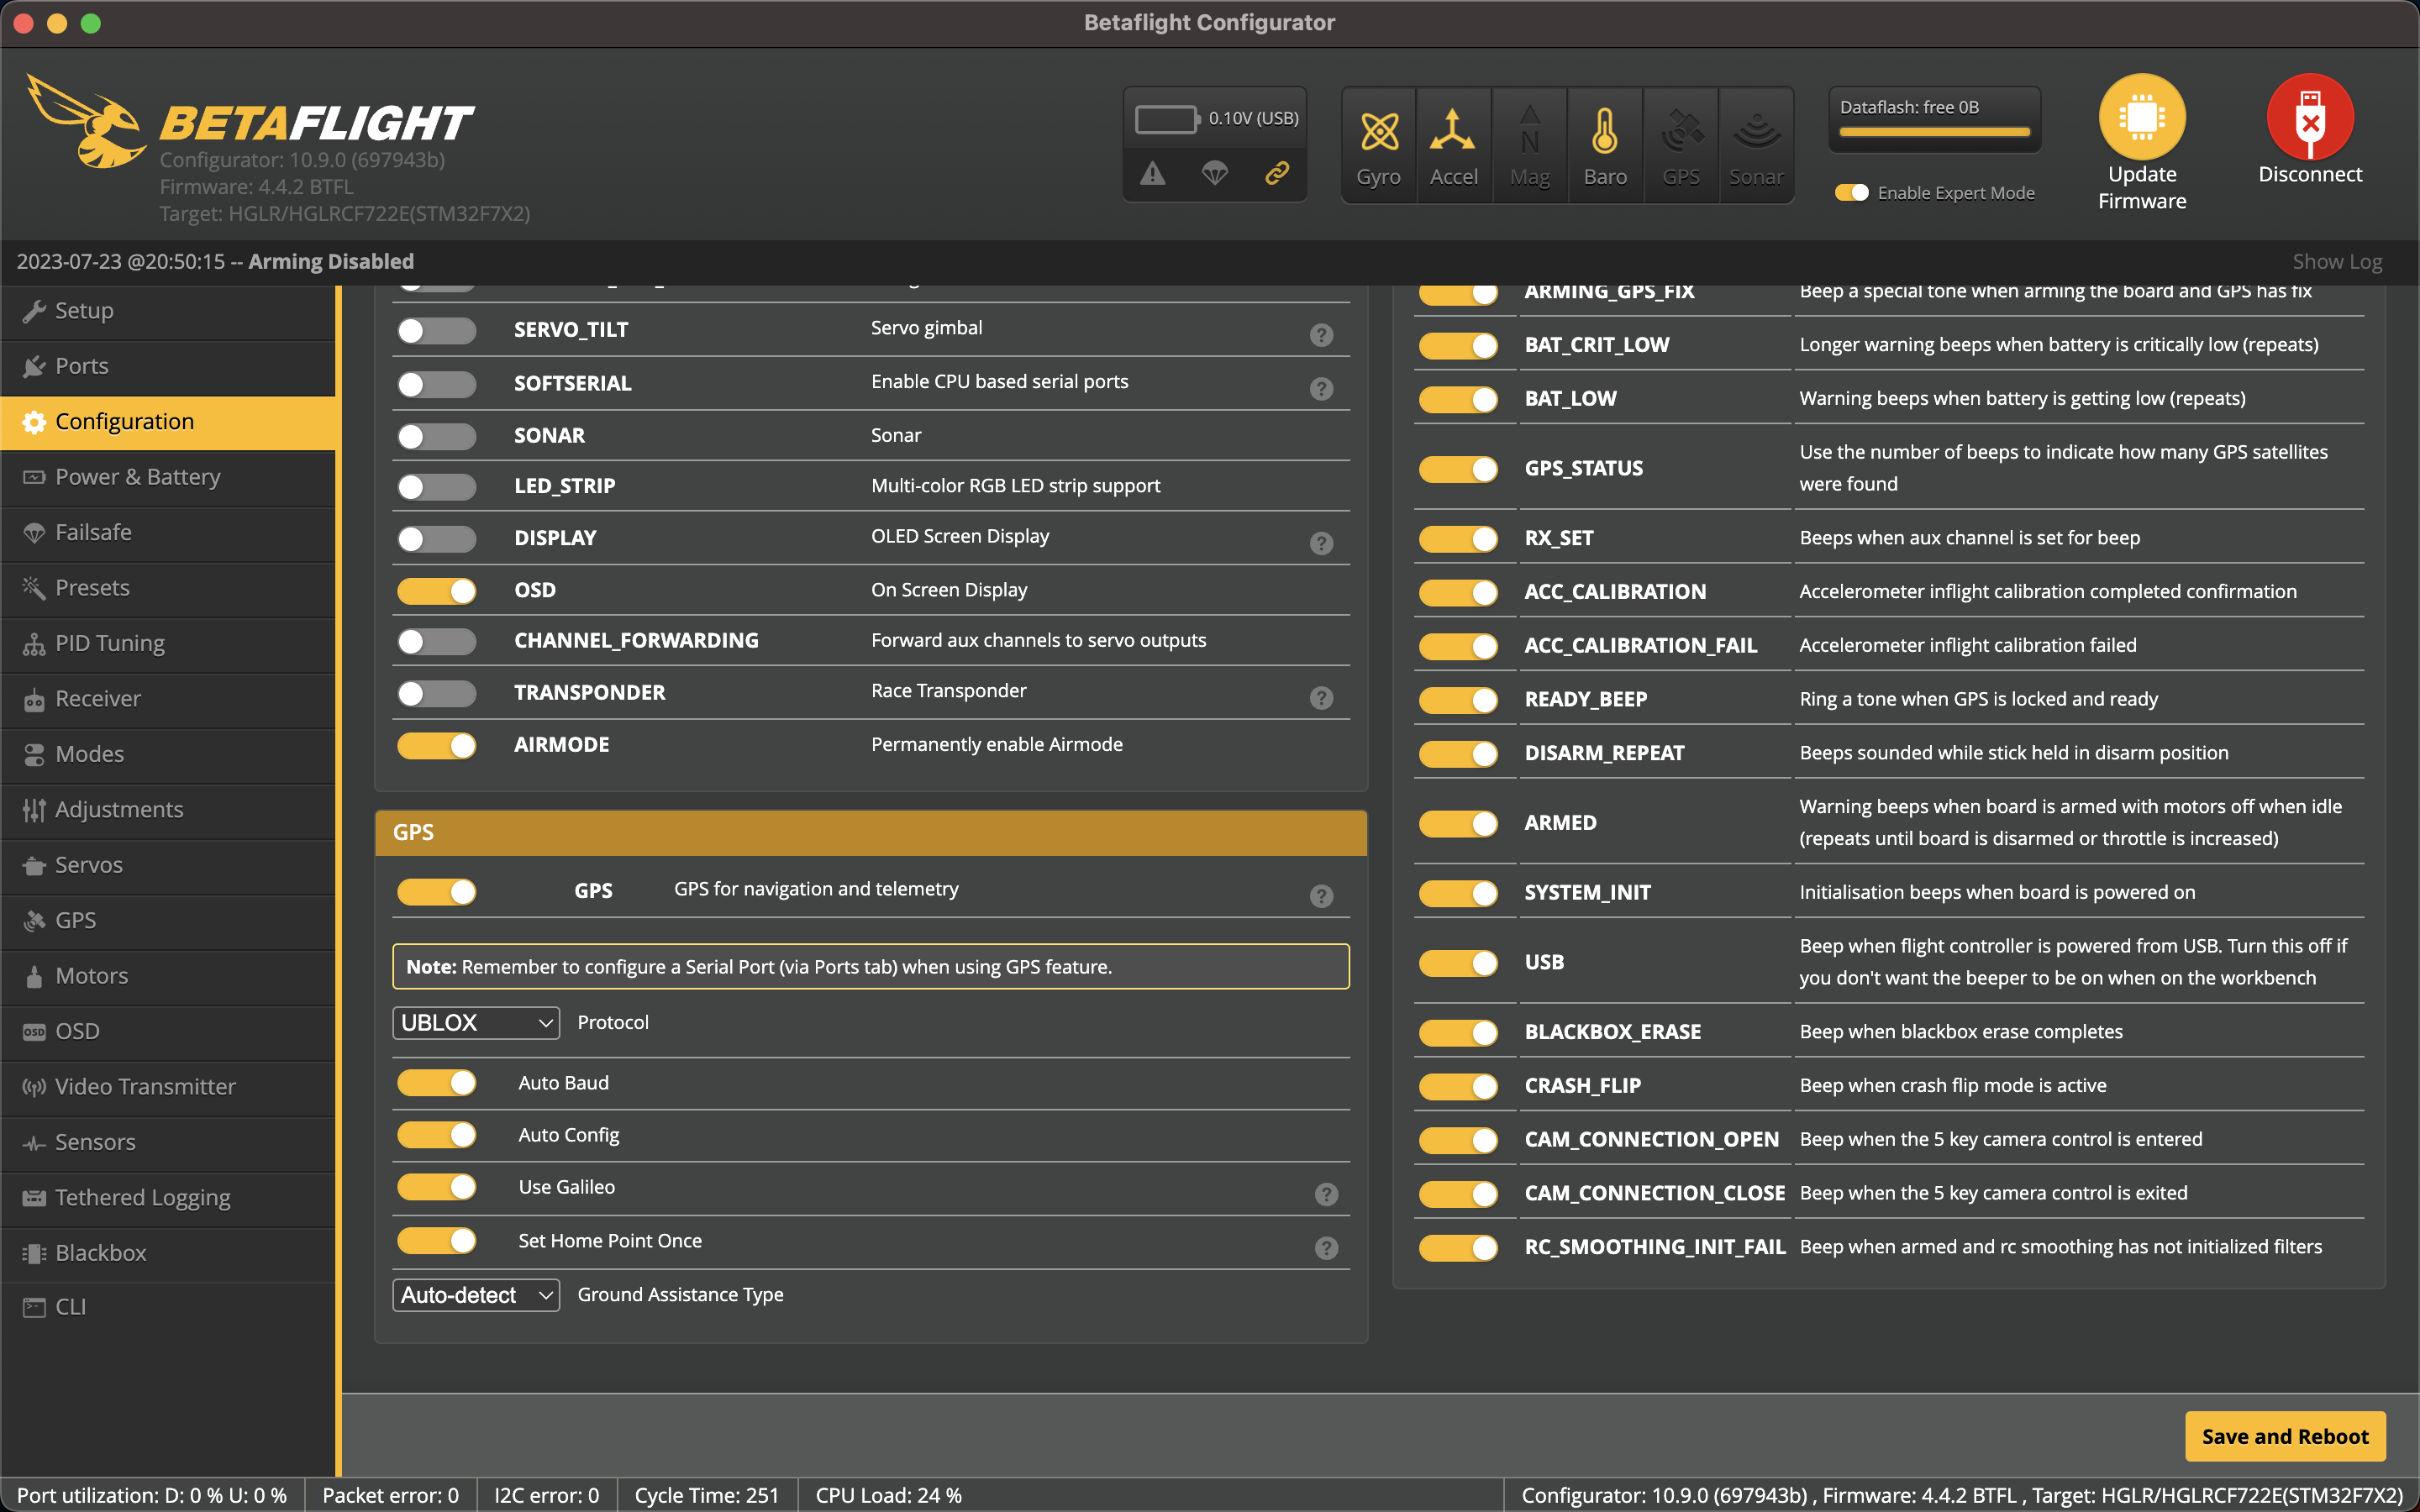 Betaflight Configurator
BETAFLIGHT
Configurator: 10.9.0 (697943b)
Firmware: 4.4.2 BTFL
Target: HGLR/HGLRCF722E(STM32F7X2)
0.10V (USB)
Gyro
Accel
N
Mag
Baro
GPS
Sonar
Dataflash: free 0B
Enable Expert Mode
Update
Firmware
Disconnect
2023-07-23 @20:50:15 -- Arming Disabled
Show Log
Setup
Ports
Configuration
Power & Battery
Failsafe
Presets
PID Tuning
Receiver
Modes
Adjustments
Servos
GPS
Motors
OSD OSD
Video Transmitter
Sensors
Tethered Logging
Blackbox
CLI
SERVO_TILT Servo gimbal ?
SOFTSERIAL Enable CPU based serial ports ?
SONAR Sonar
LED_STRIP Multi-color RGB LED strip support
DISPLAY OLED Screen Display ?
OSD On Screen Display
CHANNEL_FORWARDING Forward aux channels to servo outputs
TRANSPONDER Race Transponder ?
AIRMODE Permanently enable Airmode
GPS
GPS GPS for navigation and telemetry ?
Note: Remember to configure a Serial Port (via Ports tab) when using GPS feature.
UBLOX Protocol
Auto Baud
Auto Config
Use Galileo ?
Set Home Point Once ?
Auto-detect Ground Assistance Type
ARMING_GPS_FIX Beep a special tone when arming the board and GPS has fix
BAT_CRIT_LOW Longer warning beeps when battery is critically low (repeats)
BAT_LOW Warning beeps when battery is getting low (repeats)
GPS_STATUS Use the number of beeps to indicate how many GPS satellites
were found
RX_SET Beeps when aux channel is set for beep
ACC_CALIBRATION Accelerometer inflight calibration completed confirmation
ACC_CALIBRATION_FAIL Accelerometer inflight calibration failed
READY_BEEP Ring a tone when GPS is locked and ready
DISARM_REPEAT Beeps sounded while stick held in disarm position
ARMED Warning beeps when board is armed with motors off when idle
(repeats until board is disarmed or throttle is increased)
SYSTEM_INIT Initialisation beeps when board is powered on
USB Beep when flight controller is powered from USB. Turn this off if
you don't want the beeper to be on when on the workbench
BLACKBOX_ERASE Beep when blackbox erase completes
CRASH_FLIP Beep when crash flip mode is active
CAM_CONNECTION_OPEN Beep when the 5 key camera control is entered
CAM_CONNECTION_CLOSE Beep when the 5 key camera control is exited
RC_SMOOTHING_INIT_FAIL Beep when armed and rc smoothing has not initialized filters
Save and Reboot
Port utilization: D: 0 % U: 0 % Packet error: 0 I2C error: 0 Cycle Time: 251 CPU Load: 24 % Configurator: 10.9.0 (697943b) , Firmware: 4.4.2 BTFL , Target: HGLR/HGLRCF722E(STM32F7X2)